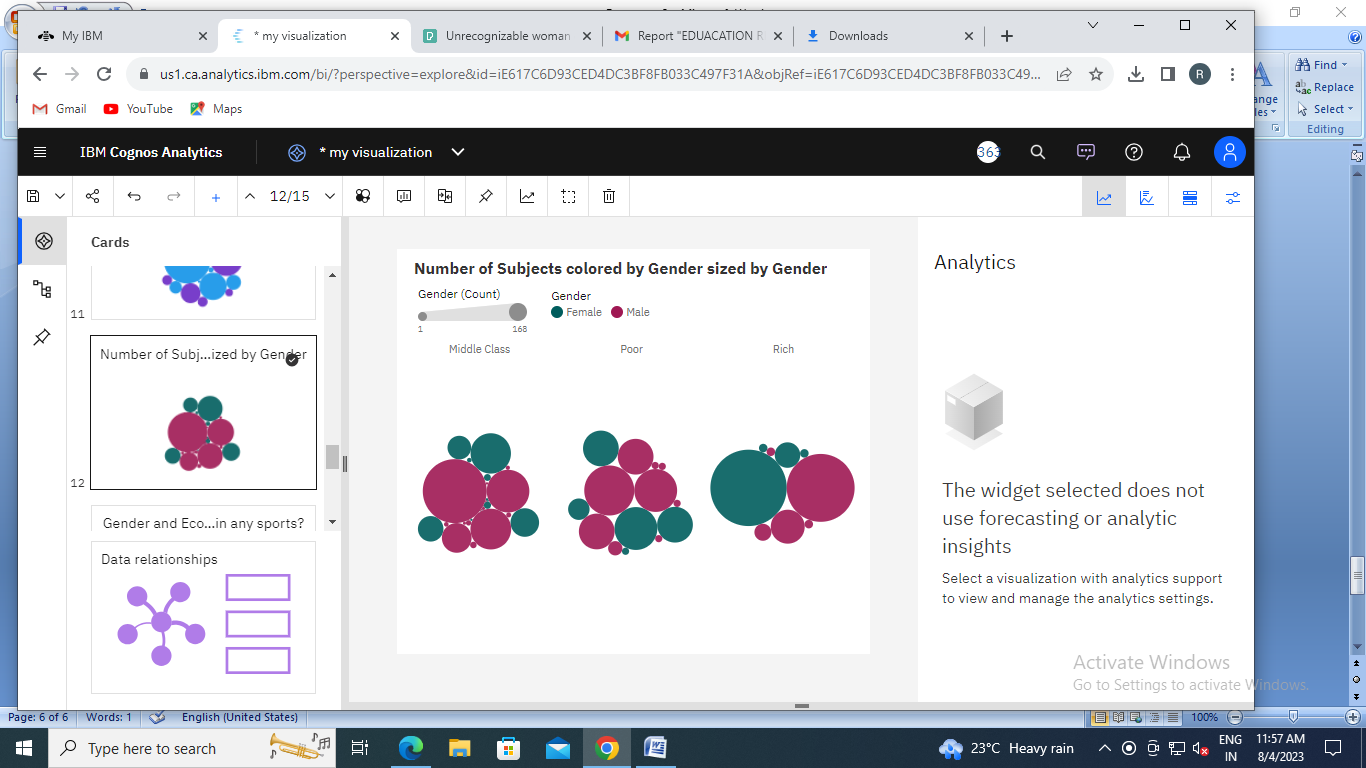 My IBM
* my visualization
Unrecognizable woman
Report "EDUACATION R
Downloads
us1.ca.analytics.ibm.com/bi/?perspective=explore&id=iE617C6D93CED4DC3BF8FB033C497F31A&objRef=iE617C6D93CED4DC3BF8FB033C49...
R
Gmail
YouTube
Maps
Find
Replace
Select
Editing
IBM Cognos Analytics
* my visualization
363
12/15
Cards
11
Number of Subj...ized by Gender
12
Gender and Eco...in any sports?
Data relationships
Number of Subjects colored by Gender sized by Gender
Gender (Count)
1
168
Gender
Female
Male
Middle Class
Poor
Rich
Analytics
The widget selected does not
use forecasting or analytic
insights
Select a visualization with analytics support
to view and manage the analytics settings.
Activate Windows
Go to Settings to activate Windows.
Page: 6 of 6
Words: 1
English (United States)
100%
Type here to search
23°C Heavy rain
ENG
IN
11:57 AM
8/4/2023